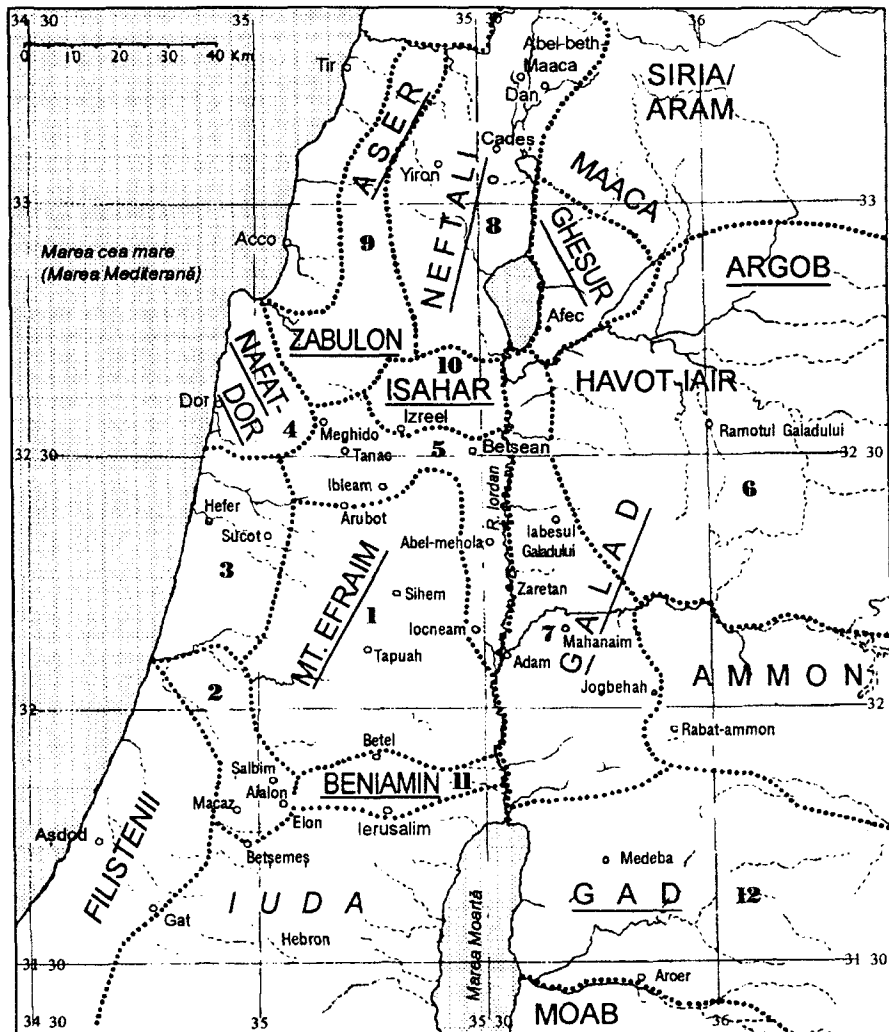 34 30 35 35 30 36
0 10 20 30 40 Km
Tir
Abel-beth
Maaca
Dan
SIRIA/
ARAM
ASER
Cades
Yiron
NEFTALI
MAACA
33 33
8
GHESUR
Acco
9
Marea cea mare
(Marea Mediterană)
ARGOB
Afec
ZABULON
NAFAT-
DOR
10
ISAHAR
HAVOT-IAIR
Dor
4
Meghido
Izreel
Ramotul Galadului
5
Tanac
Betsean
32 30 32 30
Ibleam
6
Hefer
Arubot
R. Iordan
Iabesul
Galadului
Sucot
Abel-mehola
GALAD
3
MT. EFRAIM
Zaretan
Sihem
1
Iocneam
7
Mahanaim
Tapuah
Adam
AMMON
Jogbehah
2
32 32
Rabat-ammon
Betel
Salbim
BENIAMIN 11
Aialon
Macaz
Elon
Ierusalim
Așdod
FILISTENII
Betșemeș
Medeba
IUDA
GAD 12
Gat
Hebron
Marea Moartă
31 30 31 30
Aroer
MOAB
34 30 35 35 30 36